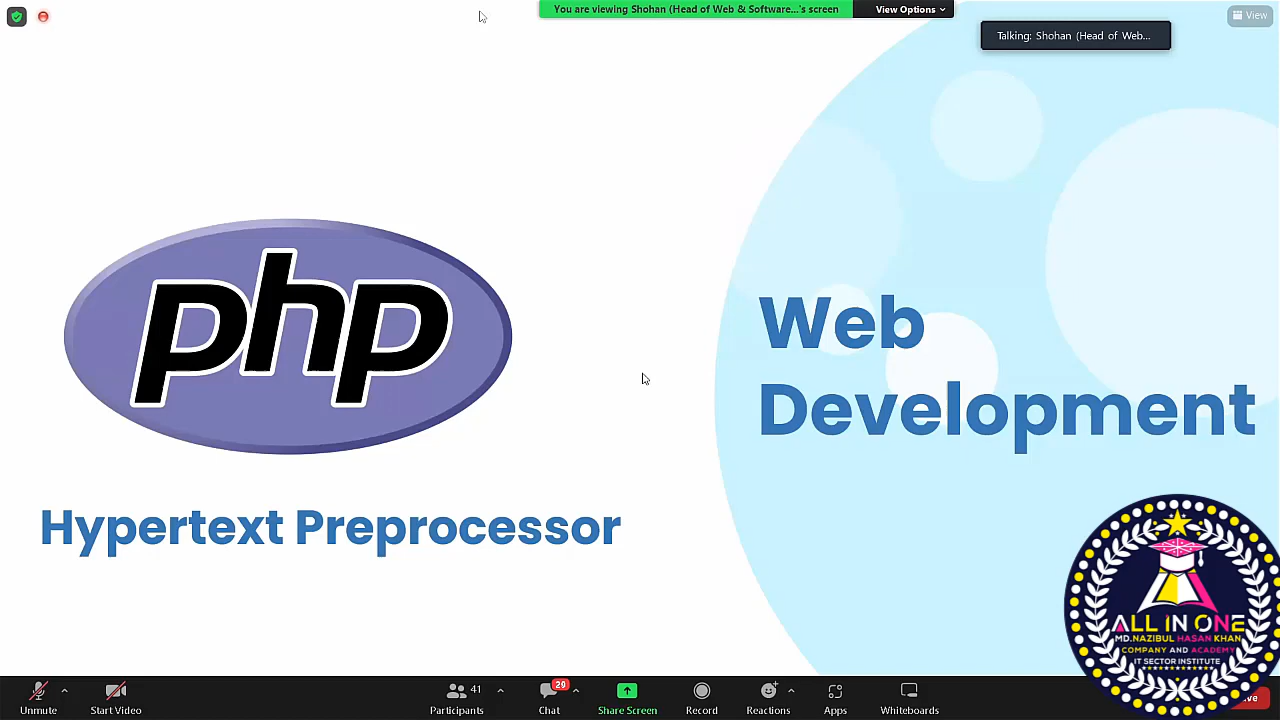 You are viewing Shohan (Head of Web & Software...'s screen
View Options
View
Talking: Shohan (Head of Web...
php
Web
Development
Hypertext Preprocessor
ALL IN ONE
MD.NAZIBUL HASAN KHAN
COMPANY AND ACADEMY
IT SECTOR INSTITUTE
Unmute
Start Video
41
Participants
29
Chat
Share Screen
Record
Reactions
Apps
Whiteboards